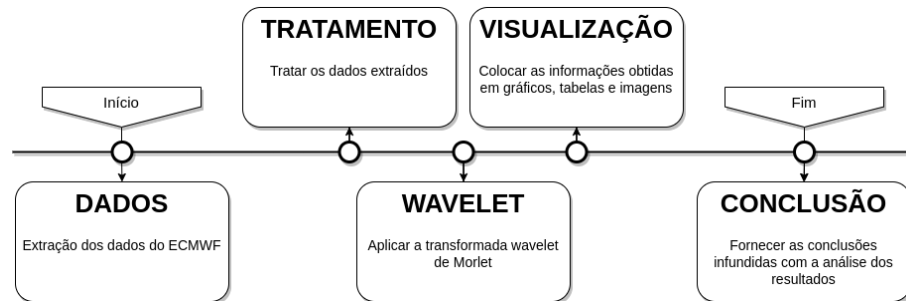 TRATAMENTO
Tratar os dados extraídos
VISUALIZAÇÃO
Colocar as informações obtidas
em gráficos, tabelas e imagens
Início
Fim
DADOS
Extração dos dados do ECMWF
WAVELET
Aplicar a transformada wavelet
de Morlet
CONCLUSÃO
Fornecer as conclusões
infundidas com a análise dos
resultados